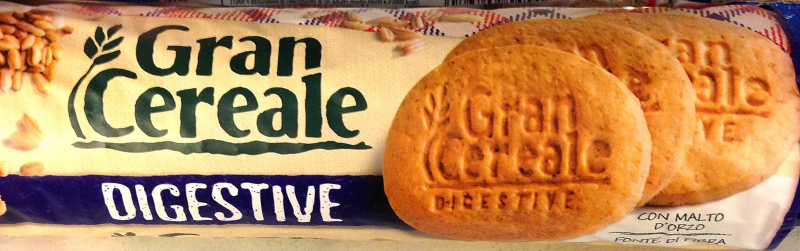 Gran
Cereale
DIGESTIVE
Gran
Cereale
DIGESTIVE
CON MALTO
D'ORZO
FONTE DI FIBRA